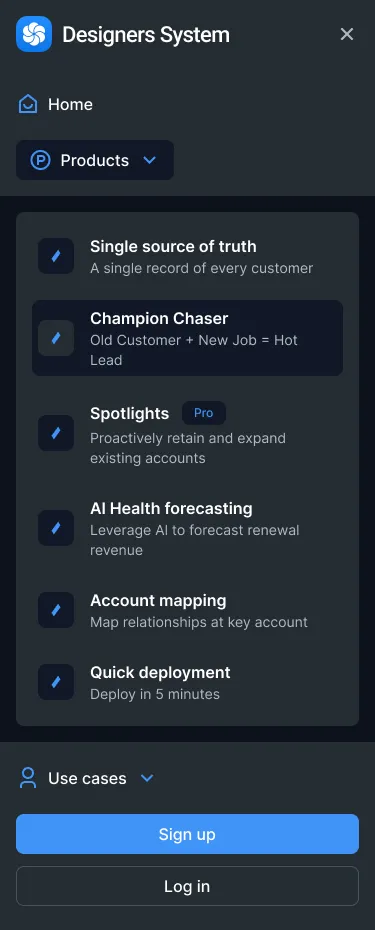 Designers System
Home
Products
Single source of truth
A single record of every customer
Champion Chaser
Old Customer + New Job = Hot
Lead
Spotlights Pro
Proactively retain and expand
existing accounts
AI Health forecasting
Leverage AI to forecast renewal
revenue
Account mapping
Map relationships at key account
Quick deployment
Deploy in 5 minutes
Use cases
Sign up
Log in